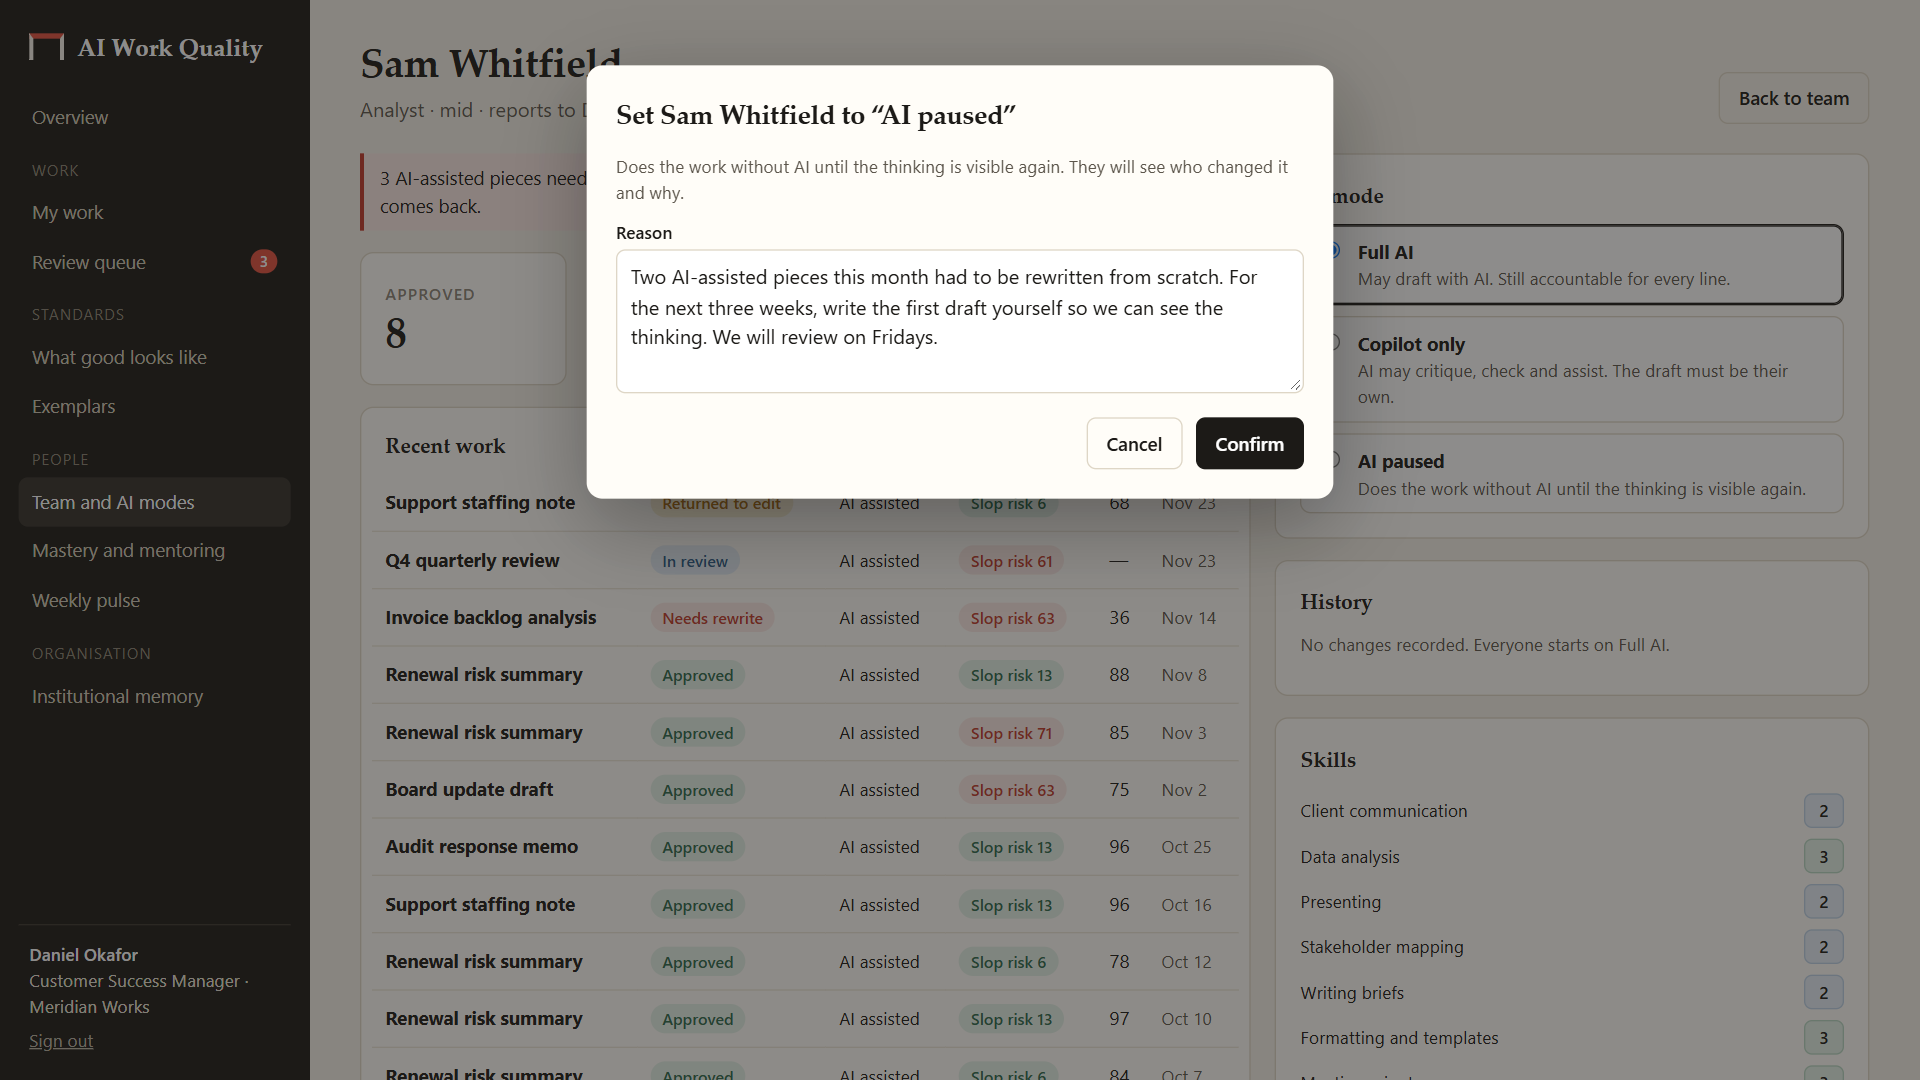 AI Work Quality
Overview
WORK
My work
Review queue 3
STANDARDS
What good looks like
Exemplars
PEOPLE
Team and AI modes
Mastery and mentoring
Weekly pulse
ORGANISATION
Institutional memory
Daniel Okafor
Customer Success Manager ·
Meridian Works
Sign out
Sam Whitfield
Analyst · mid · reports to
Back to team
3 AI-assisted pieces need
comes back.
APPROVED
8
Set Sam Whitfield to “AI paused”
Does the work without AI until the thinking is visible again. They will see who changed it
and why.
Reason
Two AI-assisted pieces this month had to be rewritten from scratch. For
the next three weeks, write the first draft yourself so we can see the
thinking. We will review on Fridays.
Cancel Confirm
Recent work
Support staffing note Returned to edit AI assisted Slop risk 6 68 Nov 23
Q4 quarterly review In review AI assisted Slop risk 61 — Nov 23
Invoice backlog analysis Needs rewrite AI assisted Slop risk 63 36 Nov 14
Renewal risk summary Approved AI assisted Slop risk 13 88 Nov 8
Renewal risk summary Approved AI assisted Slop risk 71 85 Nov 3
Board update draft Approved AI assisted Slop risk 63 75 Nov 2
Audit response memo Approved AI assisted Slop risk 13 96 Oct 25
Support staffing note Approved AI assisted Slop risk 13 96 Oct 16
Renewal risk summary Approved AI assisted Slop risk 6 78 Oct 12
Renewal risk summary Approved AI assisted Slop risk 13 97 Oct 10
Renewal risk summary Approved AI assisted Slop risk 6 84 Oct 7
mode
Full AI
May draft with AI. Still accountable for every line.
Copilot only
AI may critique, check and assist. The draft must be their
own.
AI paused
Does the work without AI until the thinking is visible again.
History
No changes recorded. Everyone starts on Full AI.
Skills
Client communication 2
Data analysis 3
Presenting 2
Stakeholder mapping 2
Writing briefs 2
Formatting and templates 3